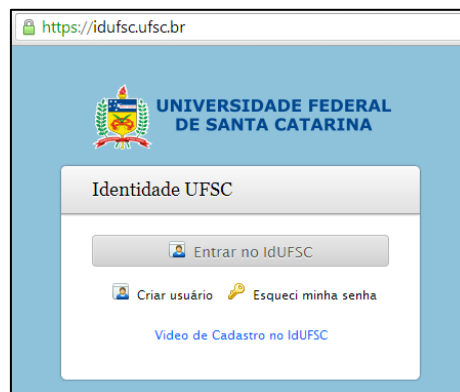 https://idufsc.ufsc.br
UNIVERSIDADE FEDERAL
DE SANTA CATARINA
Identidade UFSC
Entrar no IdUFSC
Criar usuário Esqueci minha senha
Video de Cadastro no IdUFSC